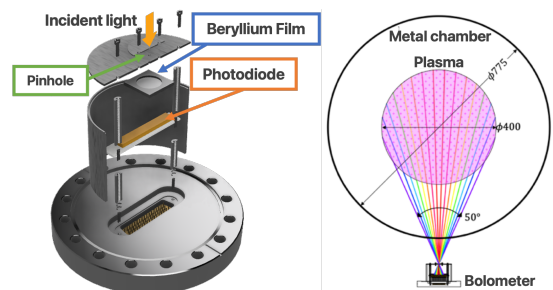 Incident light
Beryllium Film
Pinhole
Photodiode
Metal chamber
Plasma
ϕ775
ϕ400
50°
Bolometer